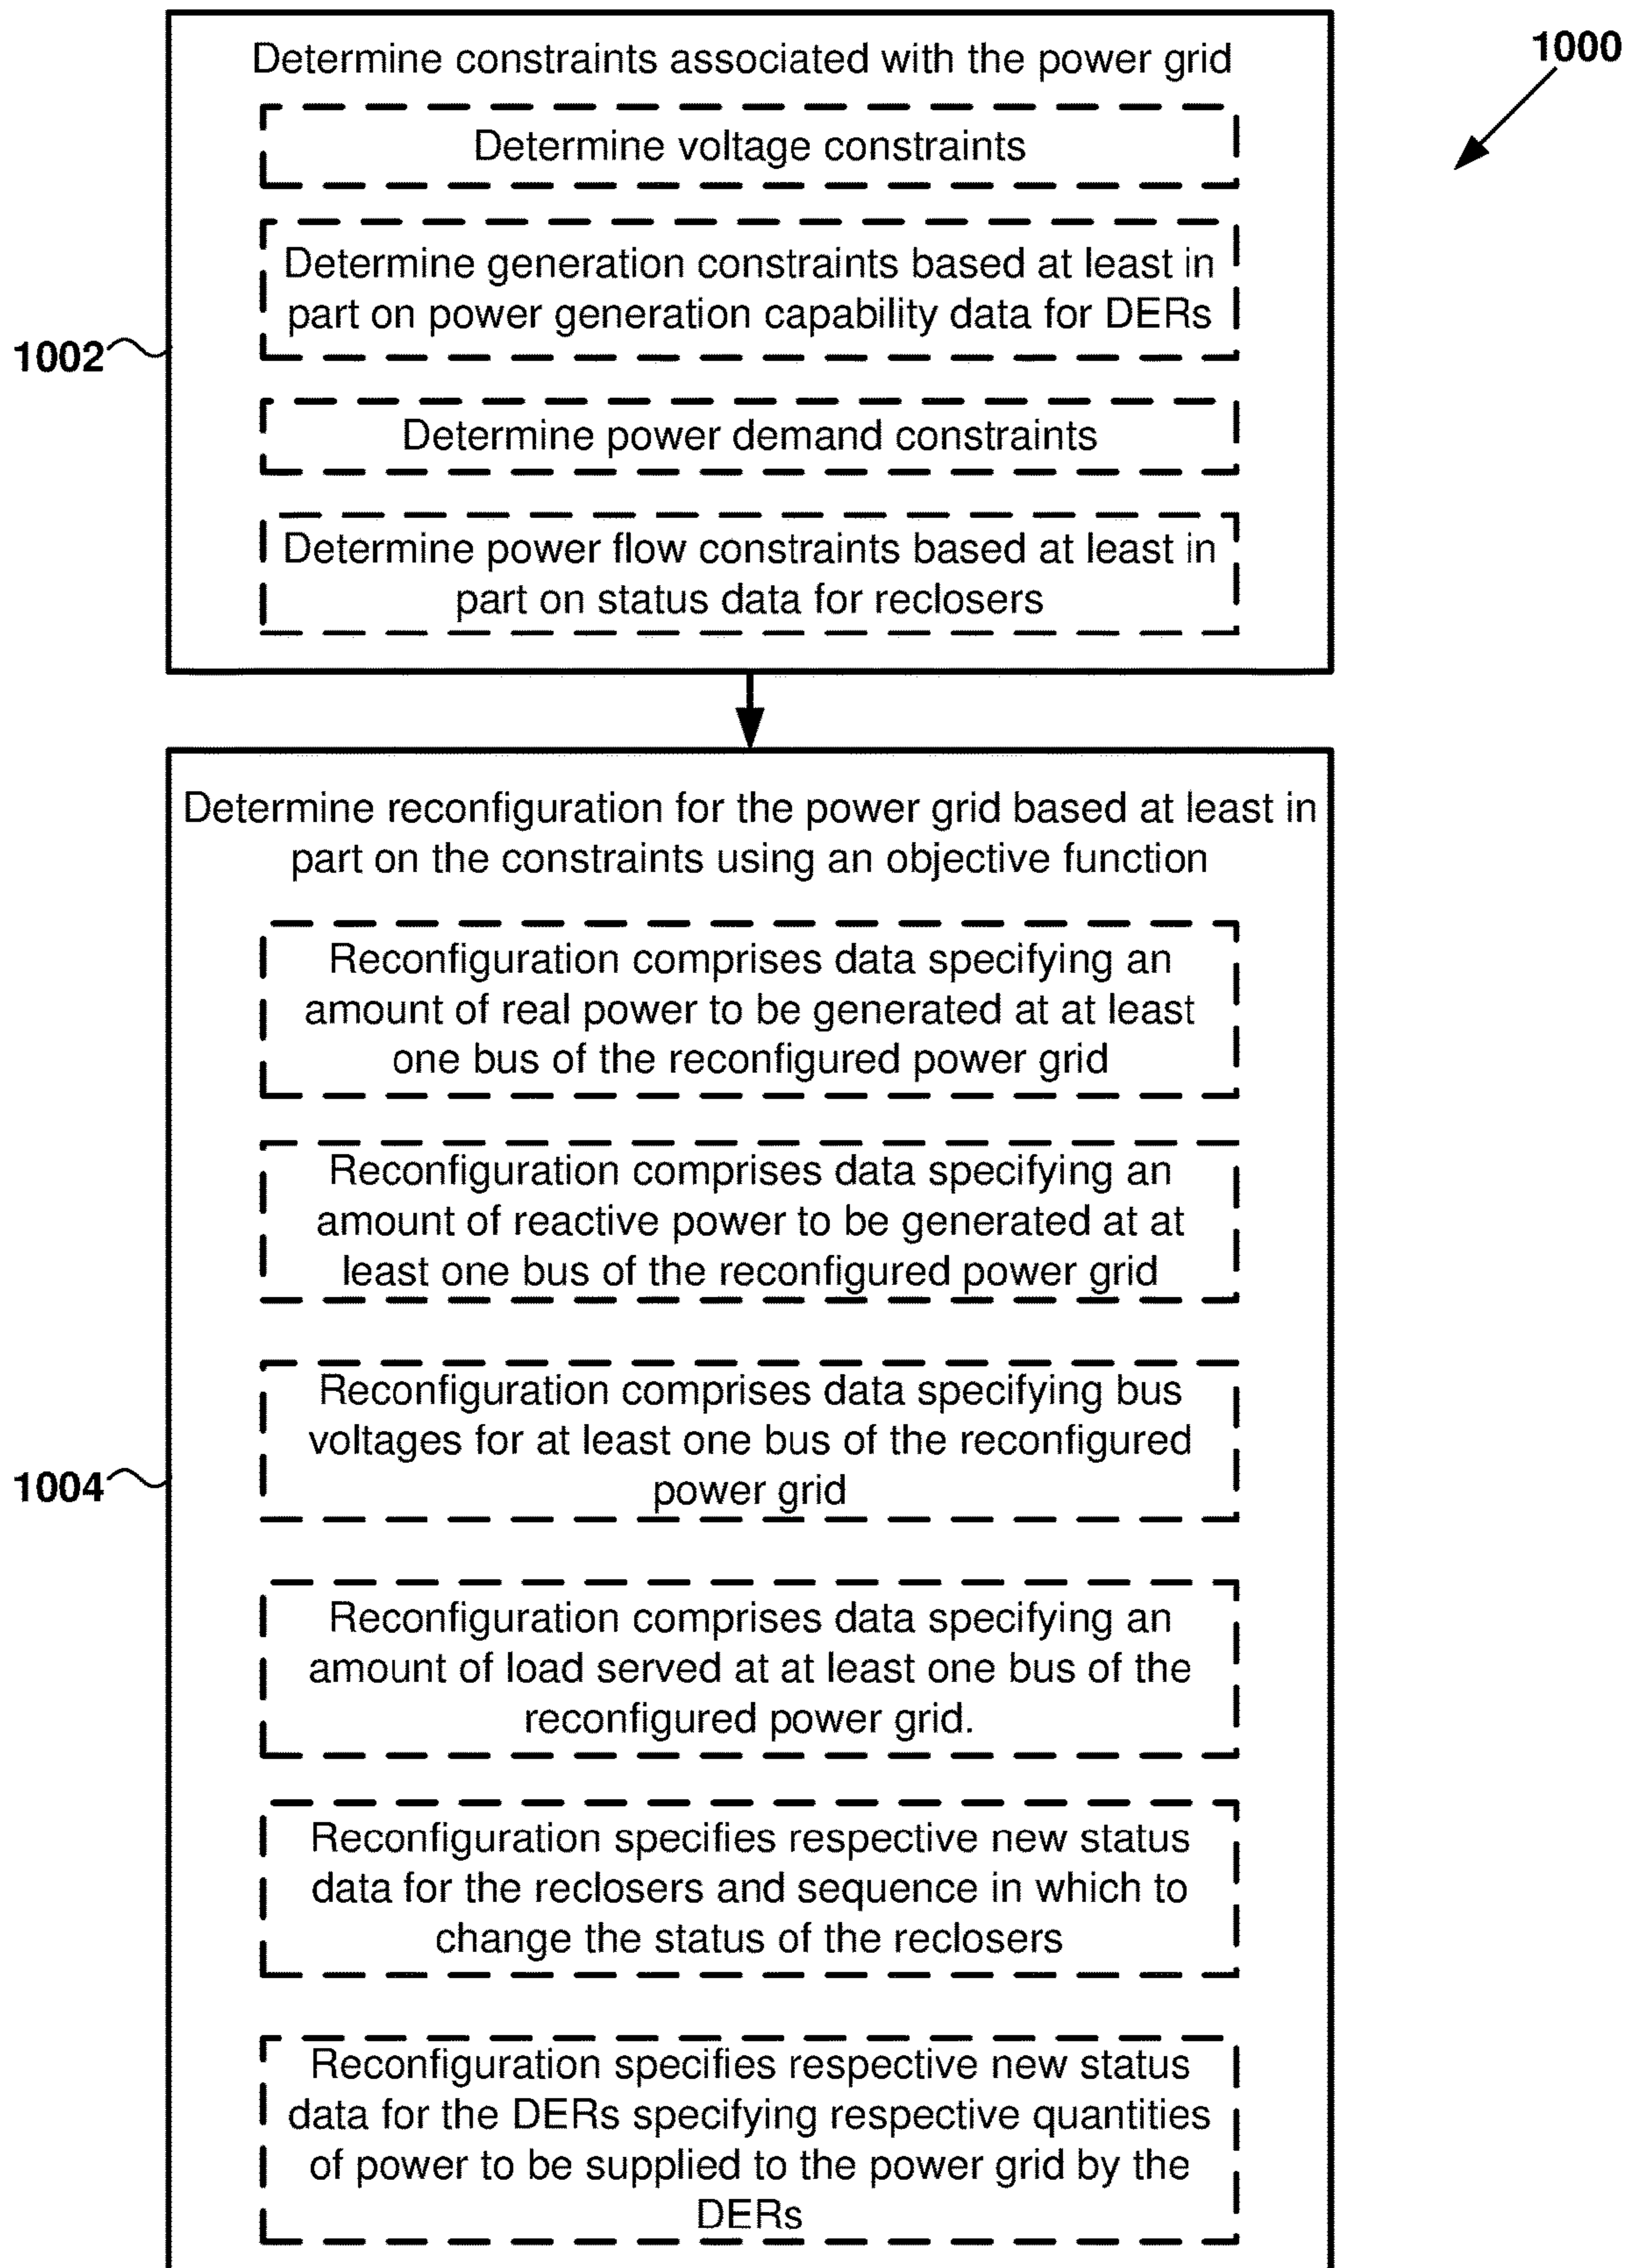 1000
Determine constraints associated with the power grid
Determine voltage constraints
Determine generation constraints based at least in
part on power generation capability data for DERs
1002
Determine power demand constraints
Determine power flow constraints based at least in
part on status data for reclosers
Determine reconfiguration for the power grid based at least in
part on the constraints using an objective function
Reconfiguration comprises data specifying an
amount of real power to be generated at at least
one bus of the reconfigured power grid
Reconfiguration comprises data specifying an
amount of reactive power to be generated at at
least one bus of the reconfigured power grid
Reconfiguration comprises data specifying bus
voltages for at least one bus of the reconfigured
power grid
1004
Reconfiguration comprises data specifying an
amount of load served at at least one bus of the
reconfigured power grid.
Reconfiguration specifies respective new status
data for the reclosers and sequence in which to
change the status of the reclosers
Reconfiguration specifies respective new status
data for the DERs specifying respective quantities
of power to be supplied to the power grid by the
DERs